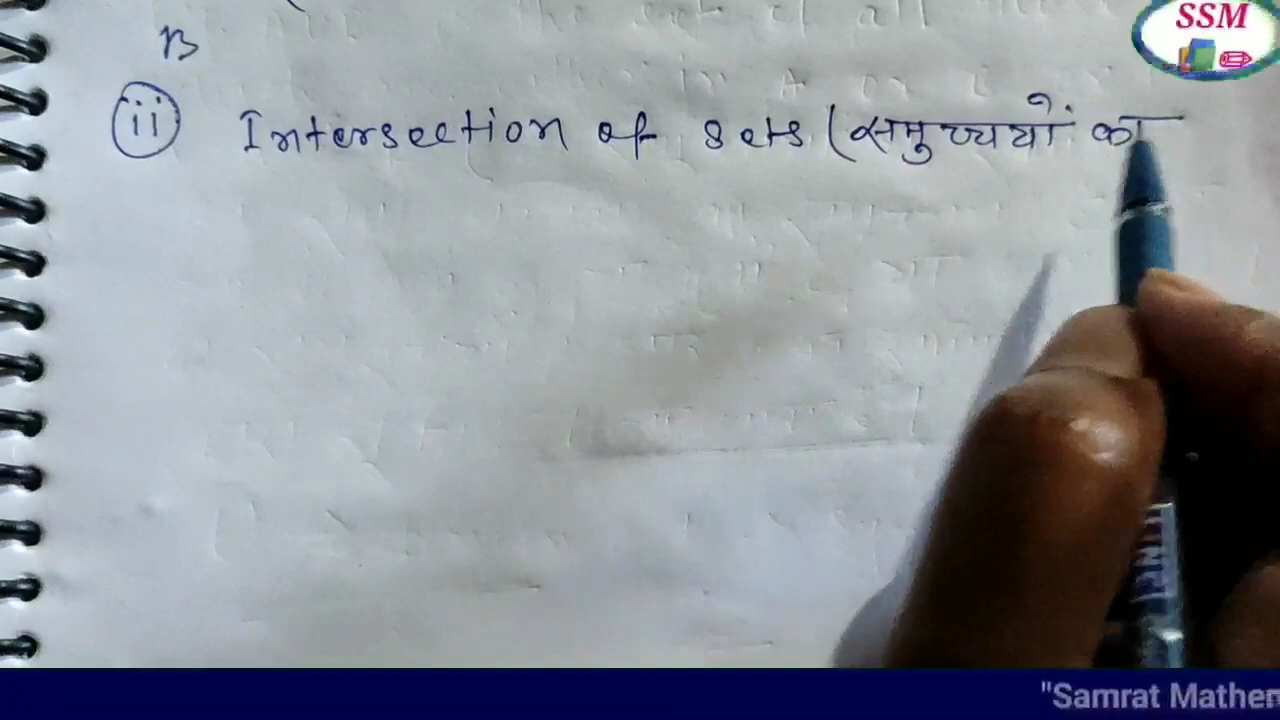 SSM
B
(ii) Intersection of sets (समुच्चयों का
"Samrat Mathem